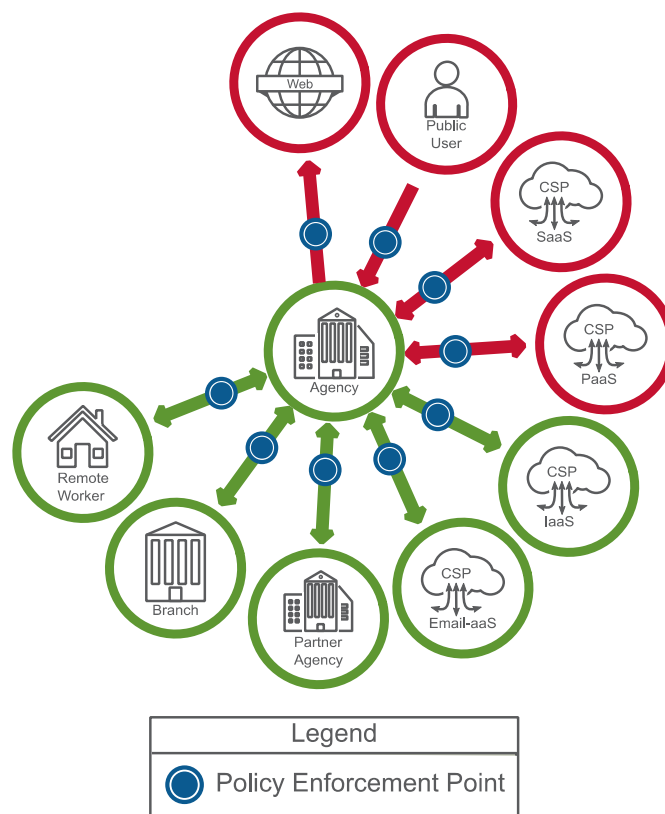 Web
Public
User
CSP
SaaS
CSP
PaaS
Agency
Remote
Worker
CSP
IaaS
Branch
CSP
Email-aaS
Partner
Agency
Legend
Policy Enforcement Point